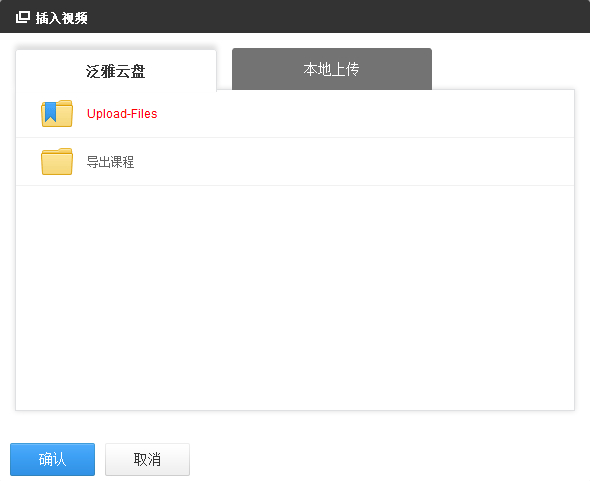 插入视频
泛雅云盘
本地上传
Upload-Files
导出课程
确认
取消